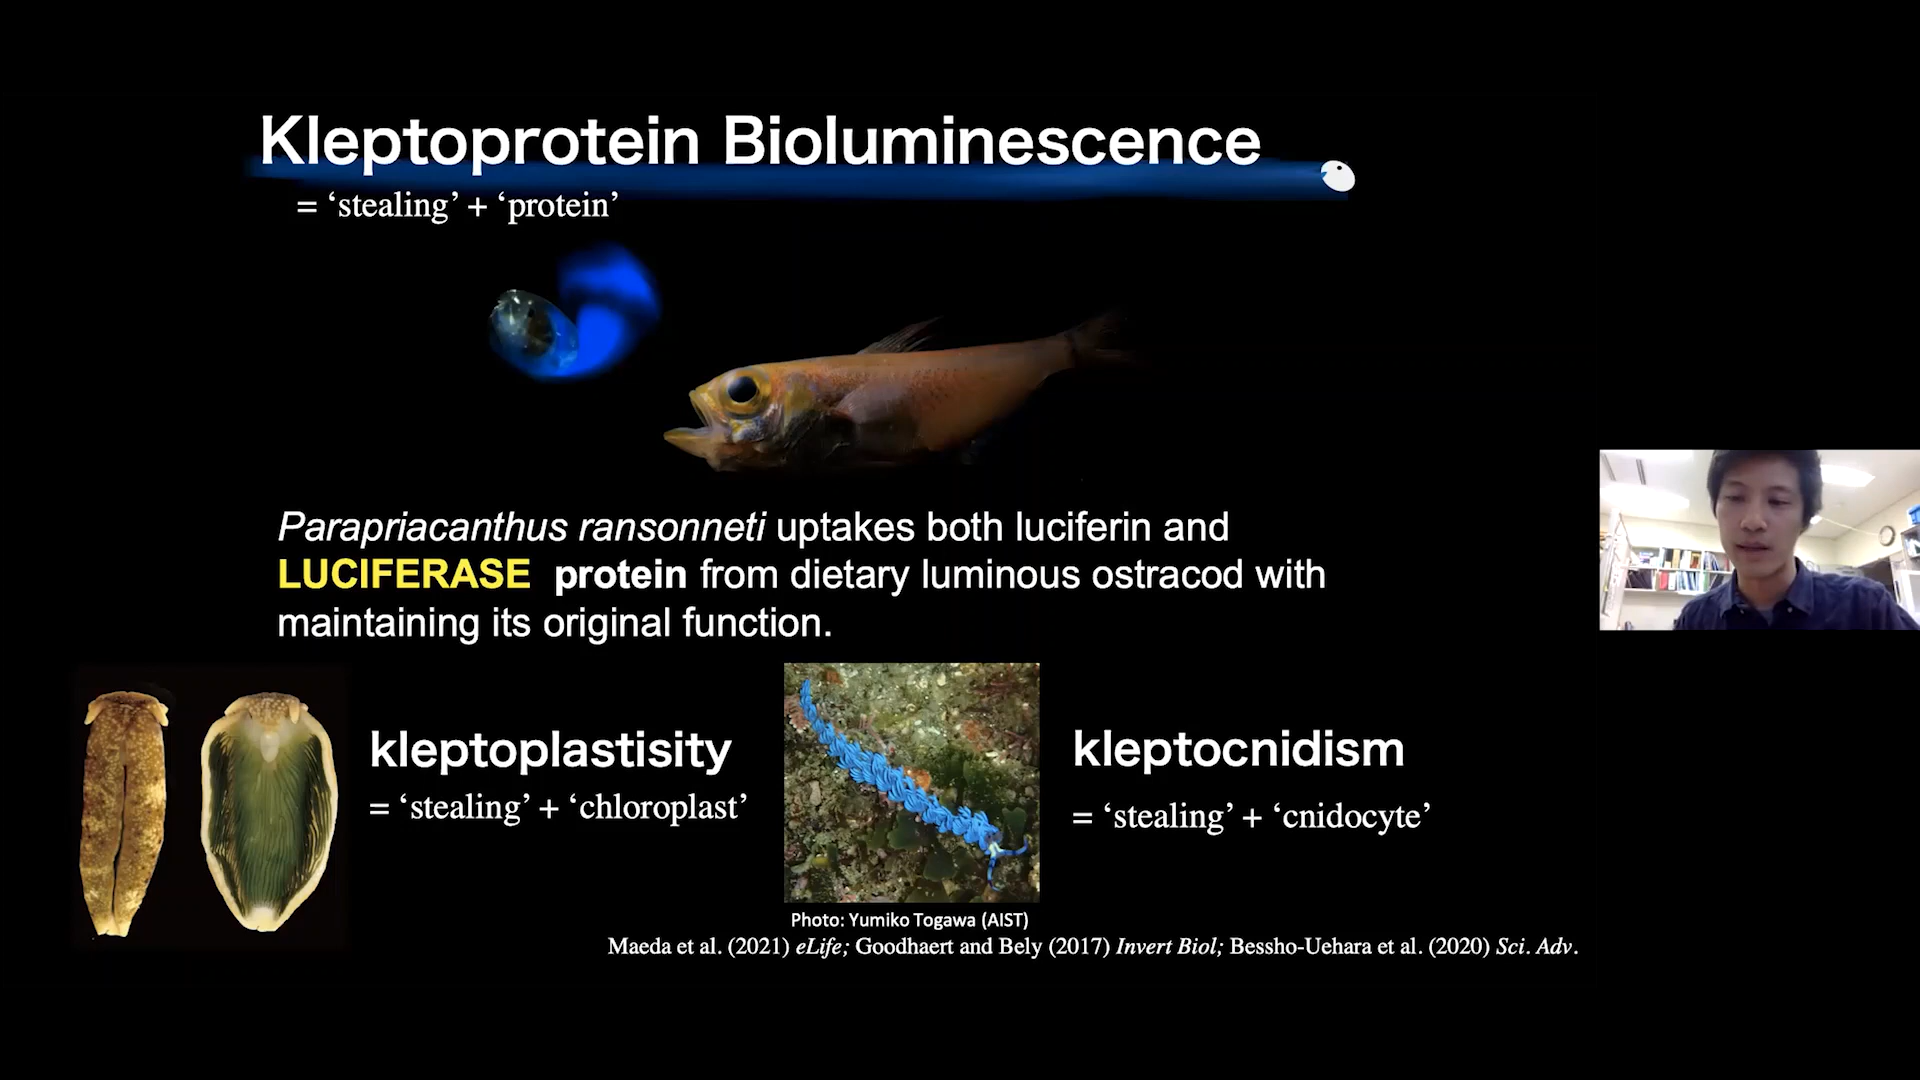 Kleptoprotein Bioluminescence
= ‘stealing’ + ‘protein’
Parapriacanthus ransonneti uptakes both luciferin and
LUCIFERASE protein from dietary luminous ostracod with
maintaining its original function.
kleptoplastisity
= ‘stealing’ + ‘chloroplast’
kleptocnidism
= ‘stealing’ + ‘cnidocyte’
Photo: Yumiko Togawa (AIST)
Maeda et al. (2021) eLife; Goodhaert and Bely (2017) Invert Biol; Bessho-Uehara et al. (2020) Sci. Adv.